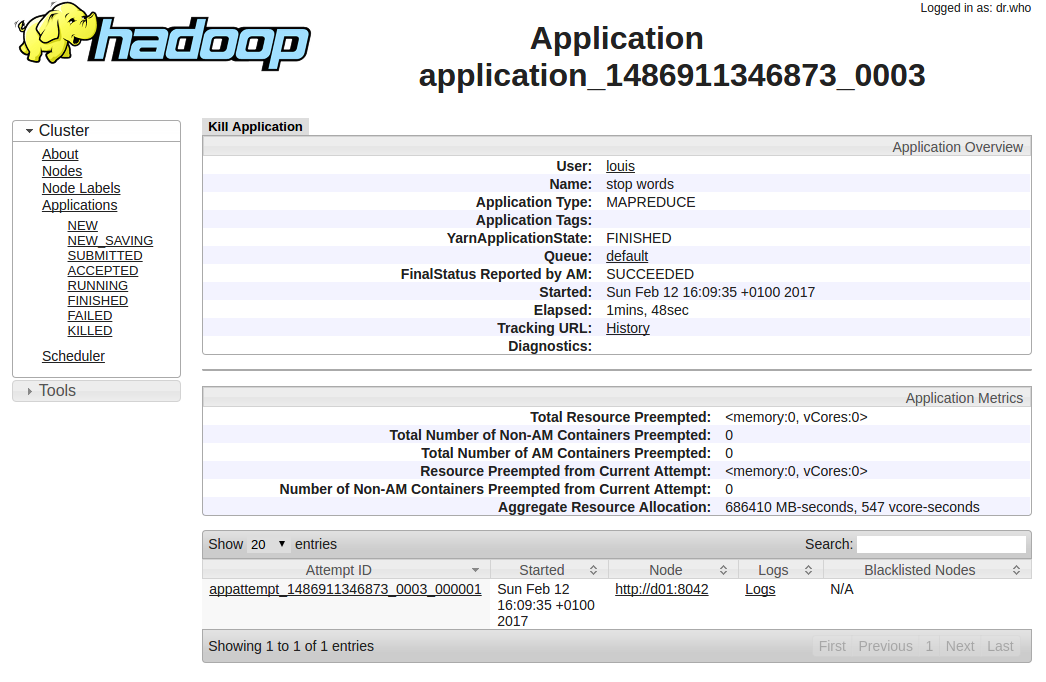 Logged in as: dr.who
hadoop
Application
application_1486911346873_0003
Cluster
About
Nodes
Node Labels
Applications
NEW
NEW_SAVING
SUBMITTED
ACCEPTED
RUNNING
FINISHED
FAILED
KILLED
Scheduler
Tools
Kill Application
Application Overview
User: louis
Name: stop words
Application Type: MAPREDUCE
Application Tags:
YarnApplicationState: FINISHED
Queue: default
FinalStatus Reported by AM: SUCCEEDED
Started: Sun Feb 12 16:09:35 +0100 2017
Elapsed: 1mins, 48sec
Tracking URL: History
Diagnostics:
Application Metrics
Total Resource Preempted: <memory:0, vCores:0>
Total Number of Non-AM Containers Preempted: 0
Total Number of AM Containers Preempted: 0
Resource Preempted from Current Attempt: <memory:0, vCores:0>
Number of Non-AM Containers Preempted from Current Attempt: 0
Aggregate Resource Allocation: 686410 MB-seconds, 547 vcore-seconds
Show 20 entries Search:
Attempt ID Started Node Logs Blacklisted Nodes
appattempt_1486911346873_0003_000001 Sun Feb 12 http://d01:8042 Logs N/A
16:09:35 +0100
2017
Showing 1 to 1 of 1 entries First Previous 1 Next Last